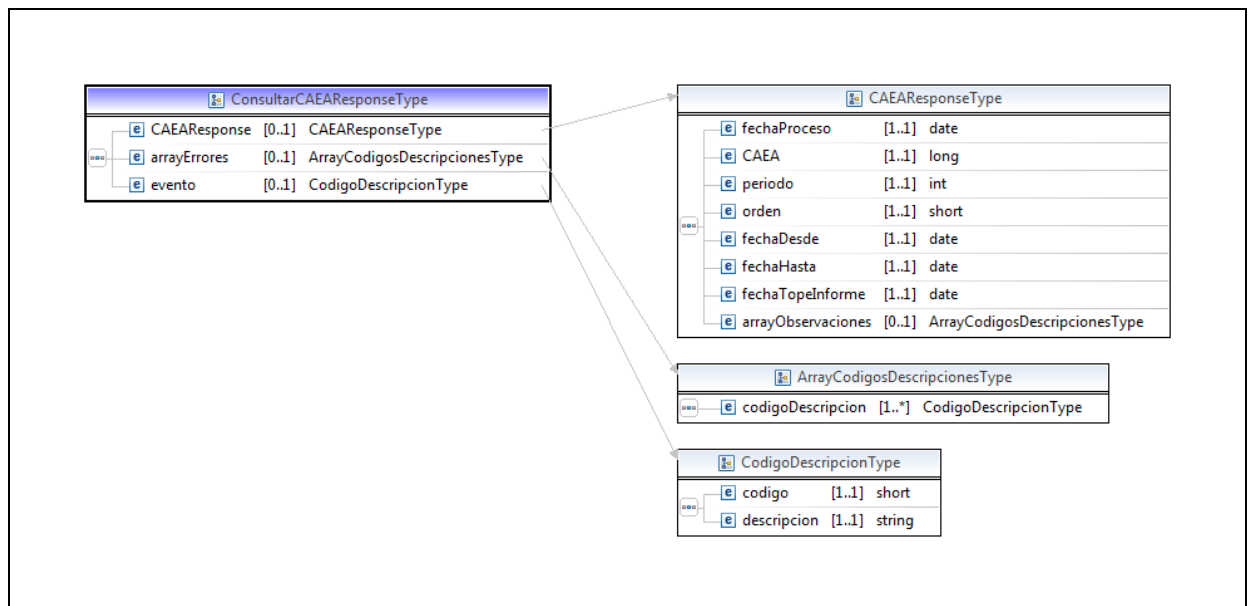 ConsultarCAEAResponseType
CAEAResponse [0..1] CAEAResponseType
arrayErrores [0..1] ArrayCodigosDescripcionesType
evento [0..1] CodigoDescripcionType
CAEAResponseType
fechaProceso [1..1] date
CAEA [1..1] long
periodo [1..1] int
orden [1..1] short
fechaDesde [1..1] date
fechaHasta [1..1] date
fechaTopeInforme [1..1] date
arrayObservaciones [0..1] ArrayCodigosDescripcionesType
ArrayCodigosDescripcionesType
codigoDescripcion [1..*] CodigoDescripcionType
CodigoDescripcionType
codigo [1..1] short
descripcion [1..1] string